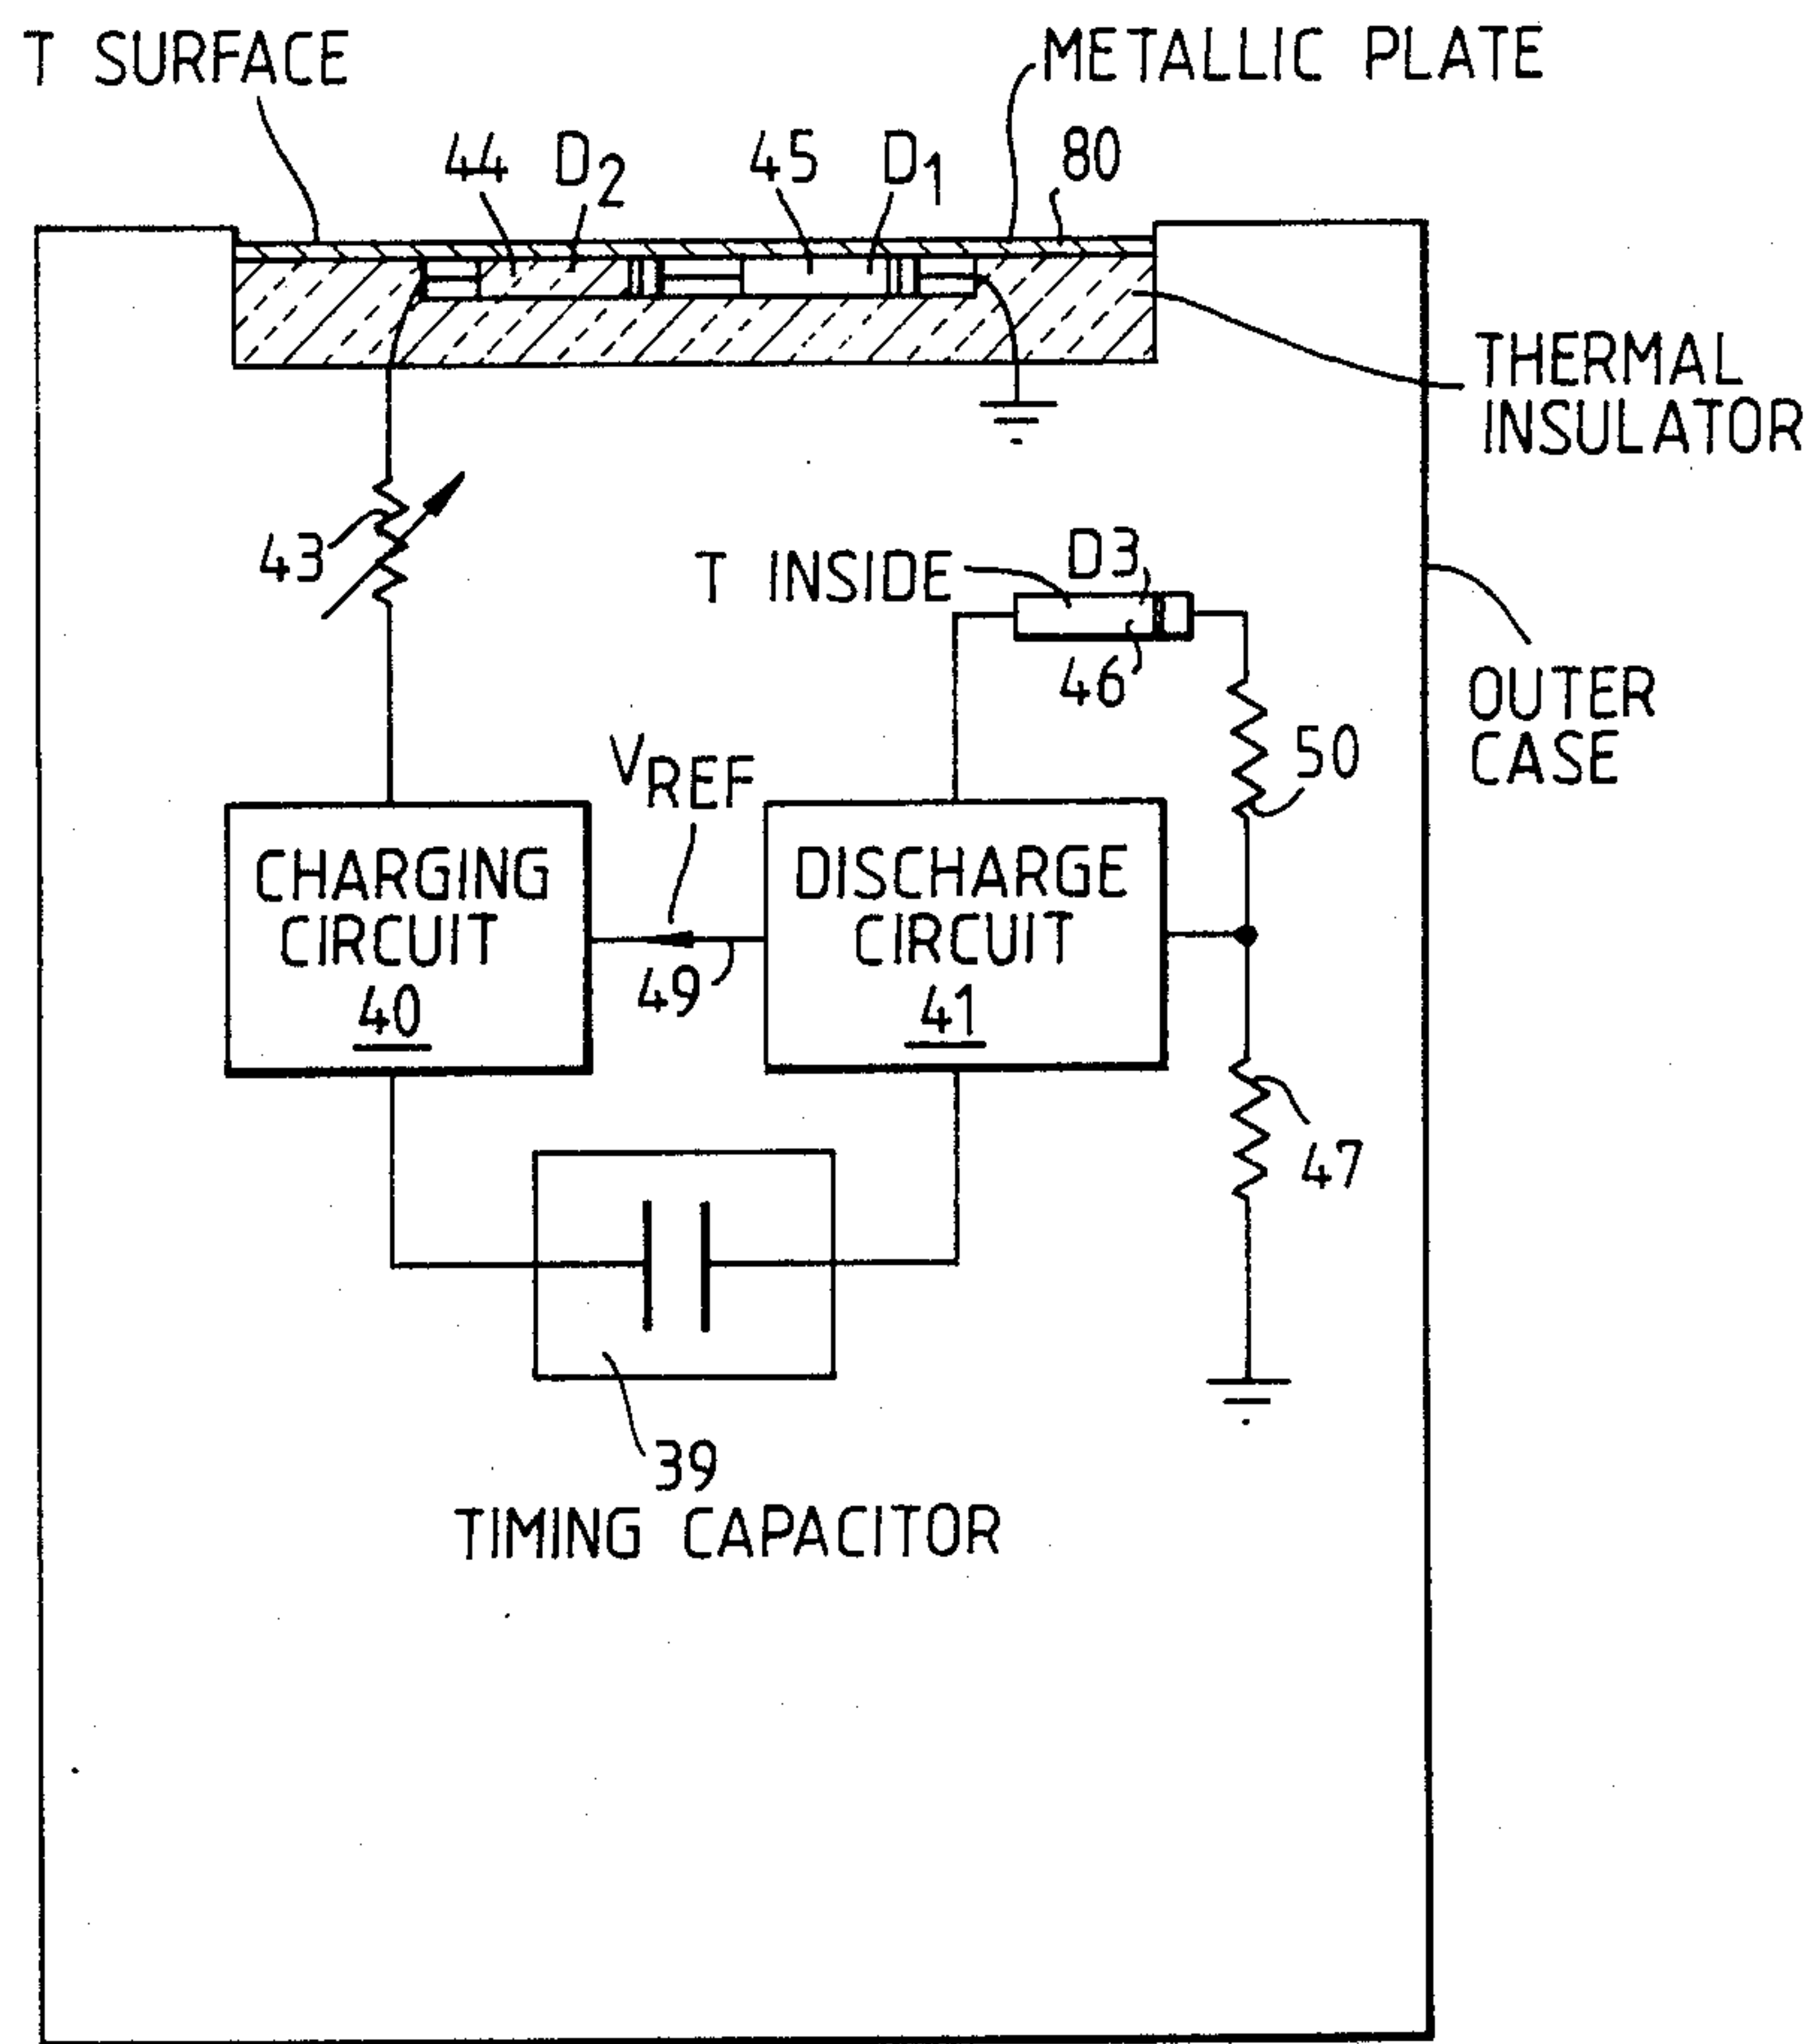 T SURFACE
METALLIC PLATE
44 D2 45 D1 80
THERMAL
INSULATOR
43
T INSIDE
D3
46
OUTER
CASE
50
VREF
CHARGING
CIRCUIT
40
49
DISCHARGE
CIRCUIT
41
47
39
TIMING CAPACITOR